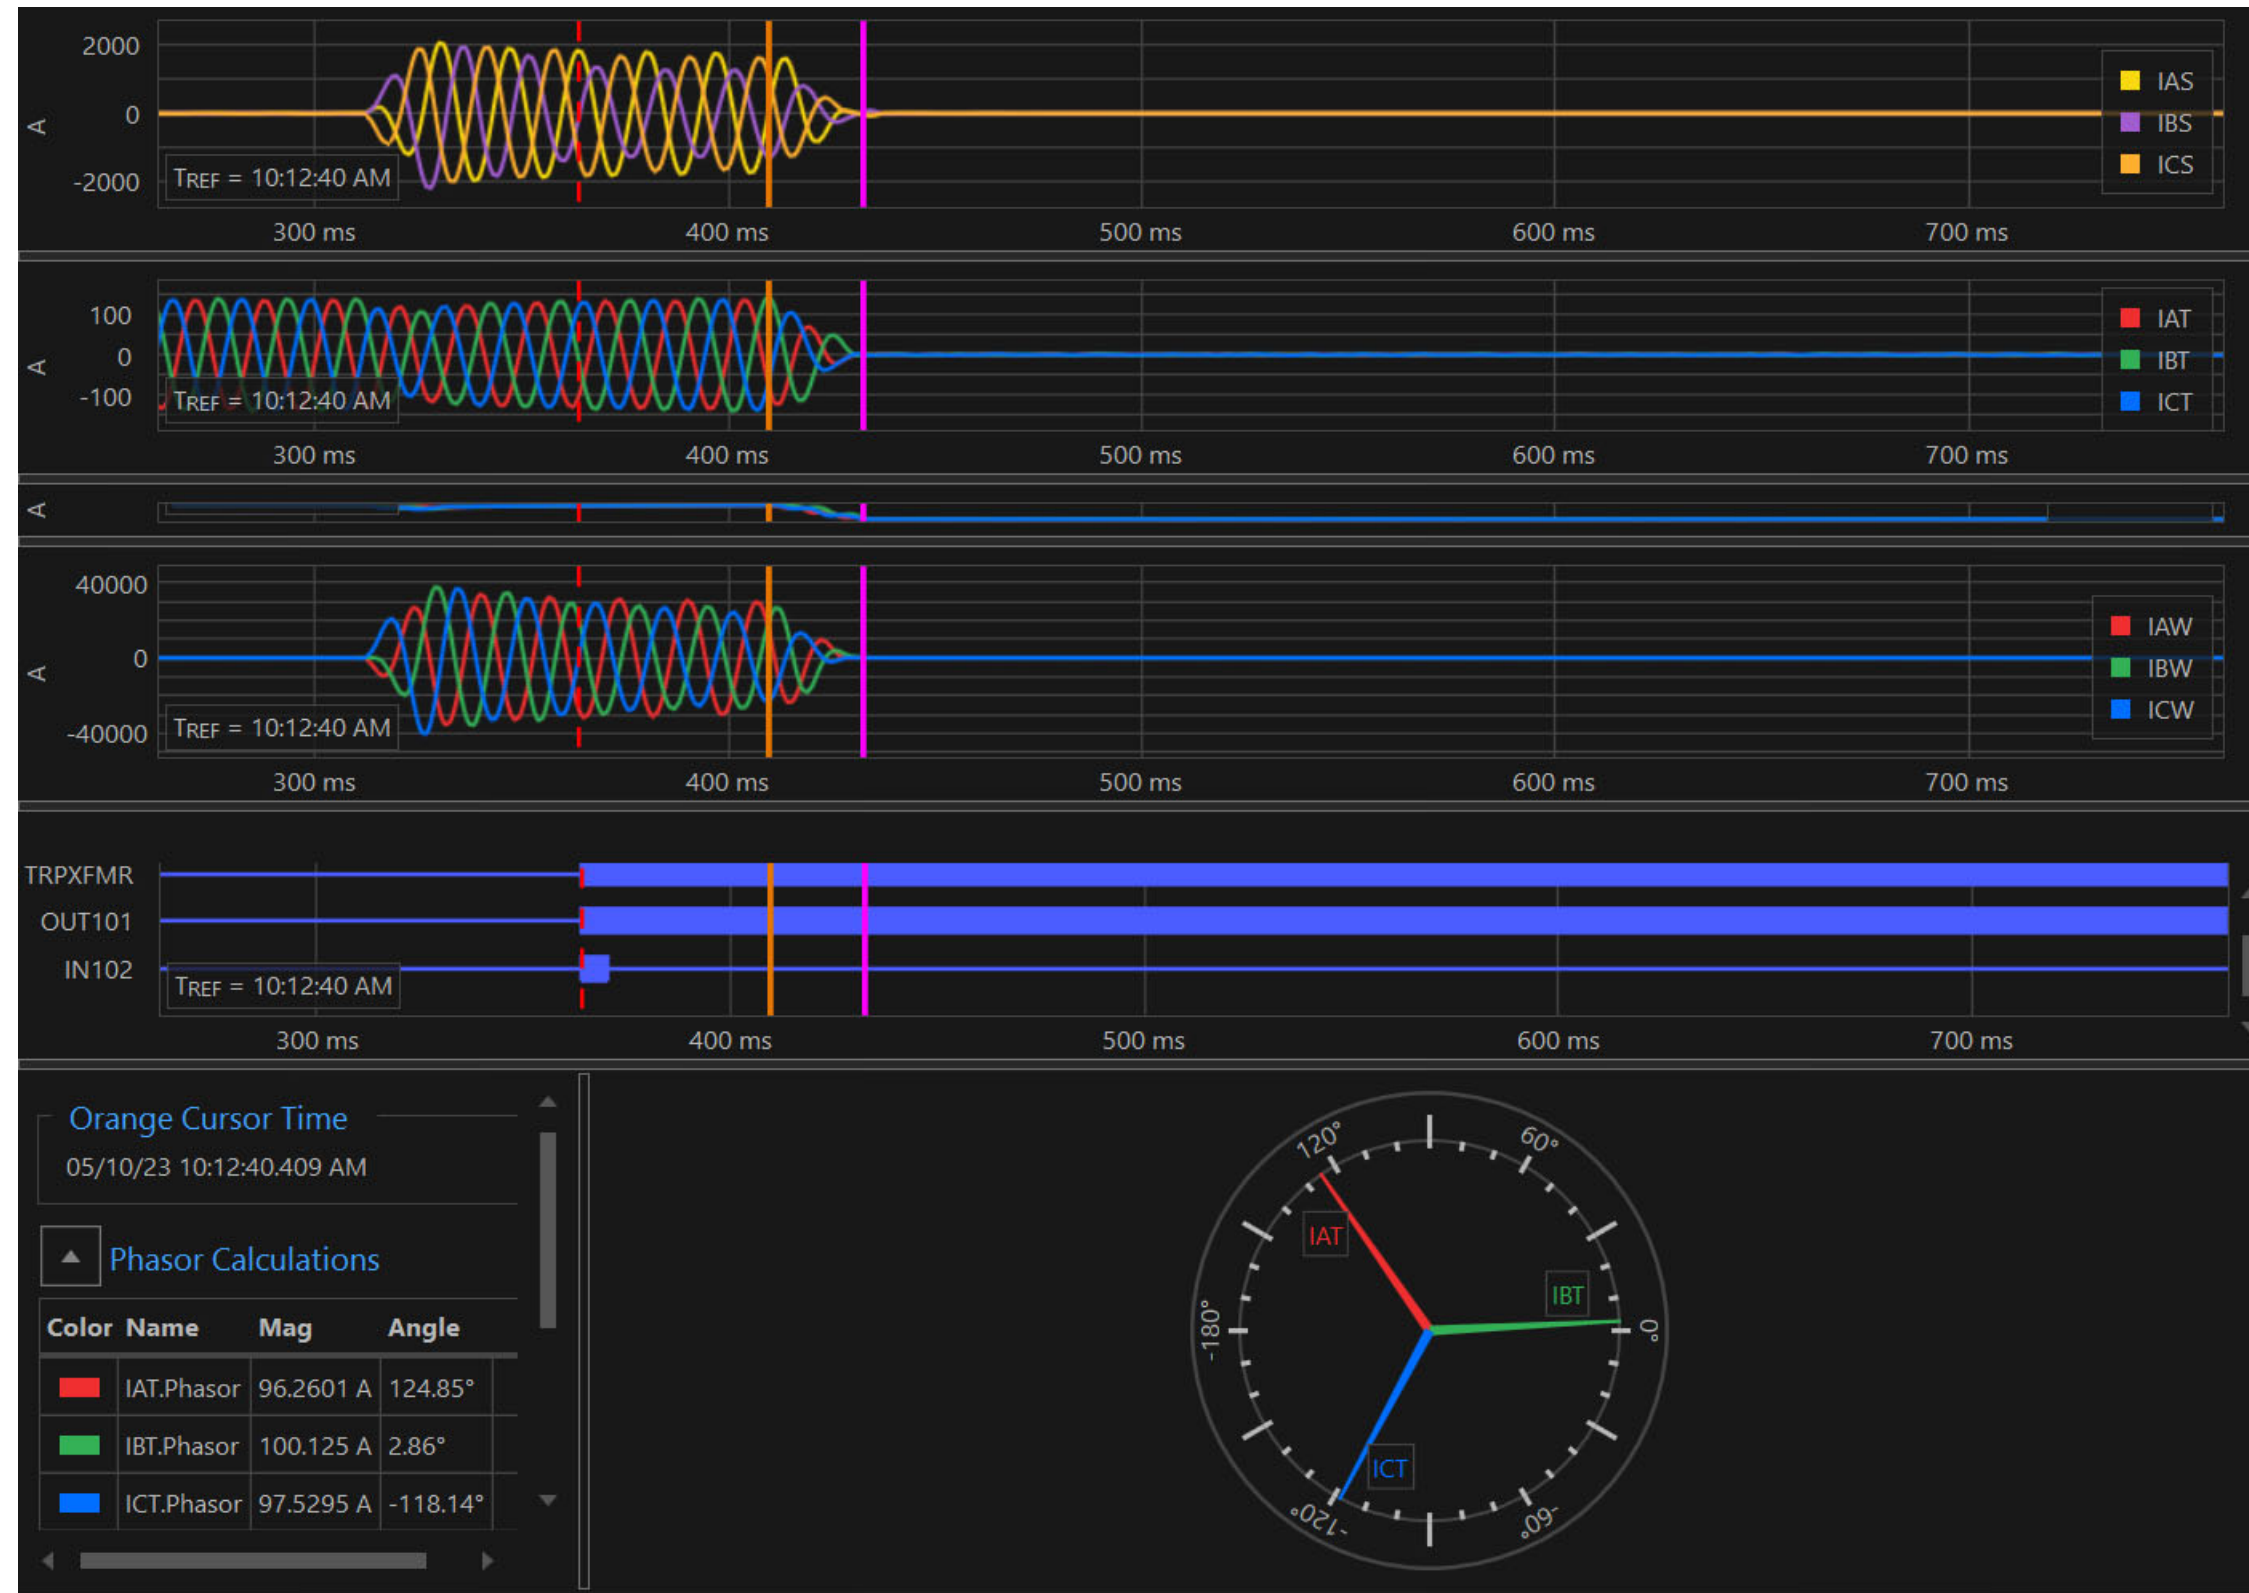 2000
0
-2000
A
TREF = 10:12:40 AM
IAS
IBS
ICS
300 ms 400 ms 500 ms 600 ms 700 ms
100
0
-100
A
TREF = 10:12:40 AM
IAT
IBT
ICT
300 ms 400 ms 500 ms 600 ms 700 ms
A
40000
0
-40000
A
TREF = 10:12:40 AM
IAW
IBW
ICW
300 ms 400 ms 500 ms 600 ms 700 ms
TRPXFMR
OUT101
IN102
TREF = 10:12:40 AM
300 ms 400 ms 500 ms 600 ms 700 ms
Orange Cursor Time
05/10/23 10:12:40.409 AM
Phasor Calculations
Color Name Mag Angle
IAT.Phasor 96.2601 A 124.85°
IBT.Phasor 100.125 A 2.86°
ICT.Phasor 97.5295 A -118.14°
120°
60°
IAT
IBT
-180°
0°
ICT
-120°
-60°